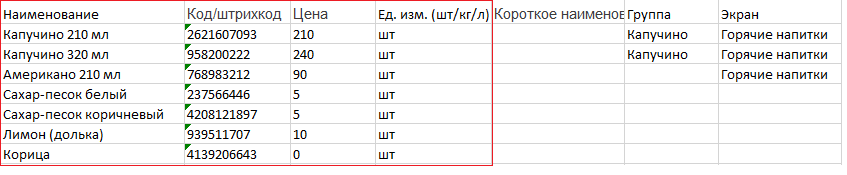 Наименование Код/штрихкод Цена Ед. изм. (шт/кг/л) Короткое наименов Группа Экран
Капучино 210 мл 2621607093 210 шт Капучино Горячие напитки
Капучино 320 мл 958200222 240 шт Капучино Горячие напитки
Американо 210 мл 768983212 90 шт Горячие напитки
Сахар-песок белый 237566446 5 шт
Сахар-песок коричневый 4208121897 5 шт
Лимон (долька) 939511707 10 шт
Корица 4139206643 0 шт